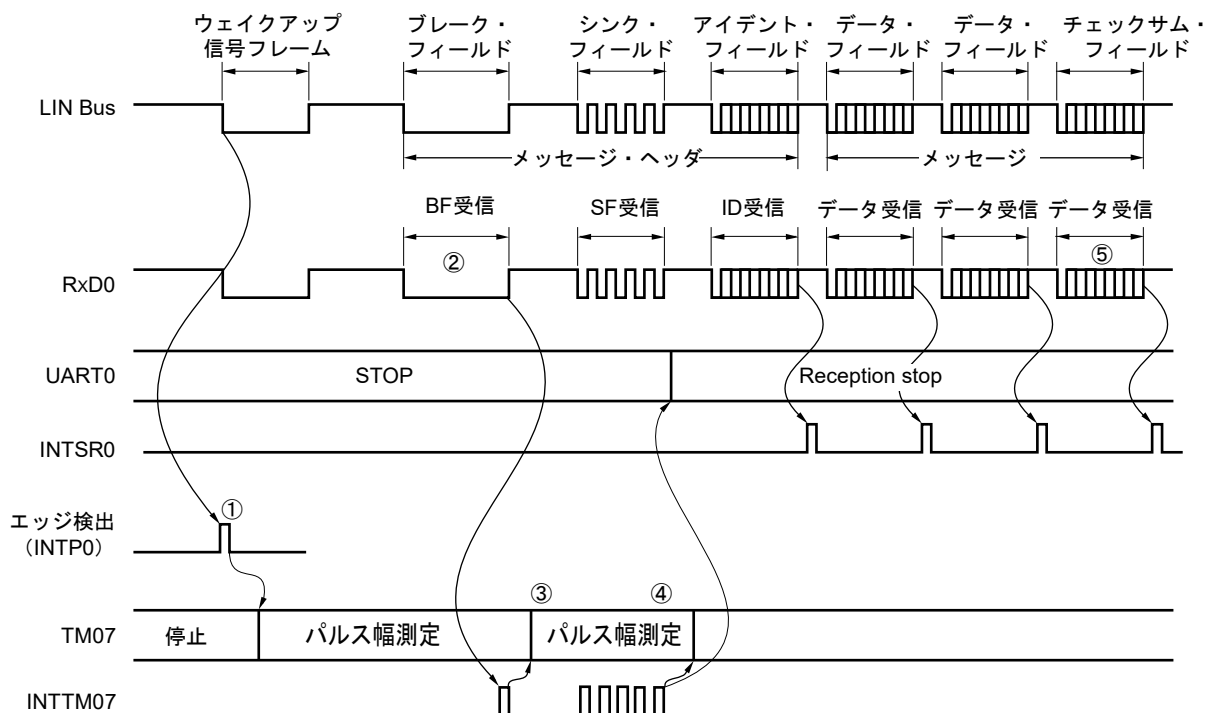 ウェイクアップ
信号フレーム
ブレーク・
フィールド
シンク・
フィールド
アイデント・
フィールド
データ・
フィールド
データ・
フィールド
チェックサム・
フィールド
LIN Bus
メッセージ・ヘッダ
メッセージ
BF受信
SF受信
ID受信
データ受信
データ受信
データ受信
②
⑤
RxD0
UART0
STOP
Reception stop
INTSR0
①
エッジ検出
（INTP0）
③
④
TM07
停止
パルス幅測定
パルス幅測定
INTTM07